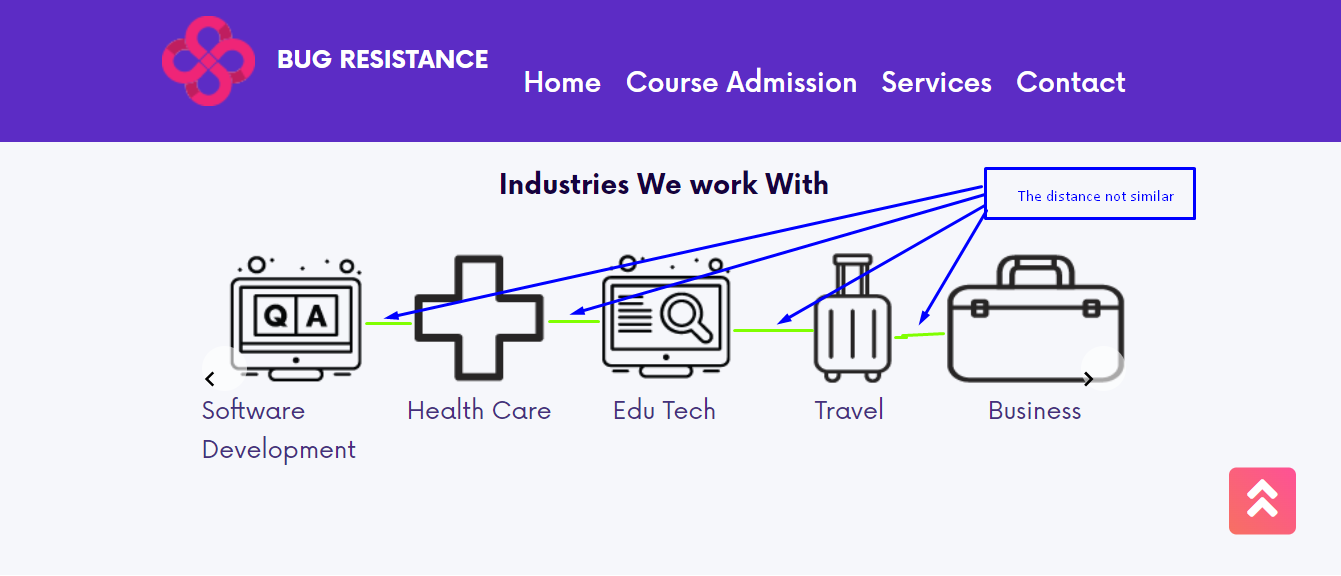 BUG RESISTANCE
Home Course Admission Services Contact
Industries We work With
The distance not similar
Q A
Software Development
Health Care
Edu Tech
Travel
Business